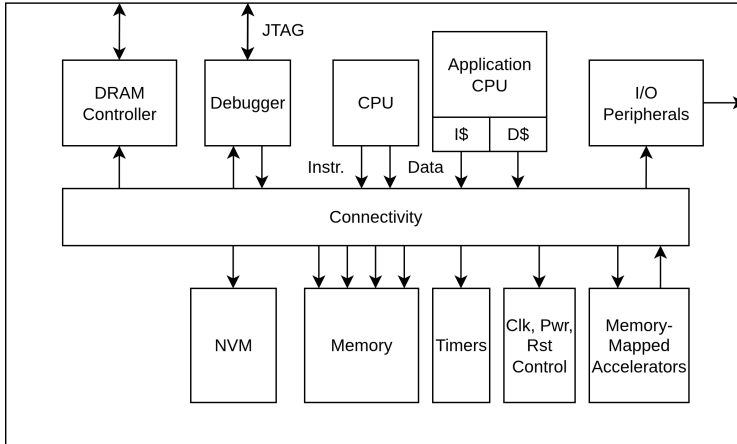 JTAG
DRAM
Controller
Debugger
CPU
Application
CPU
I$
D$
I/O
Peripherals
Instr.
Data
Connectivity
NVM
Memory
Timers
Clk, Pwr,
Rst
Control
Memory-
Mapped
Accelerators